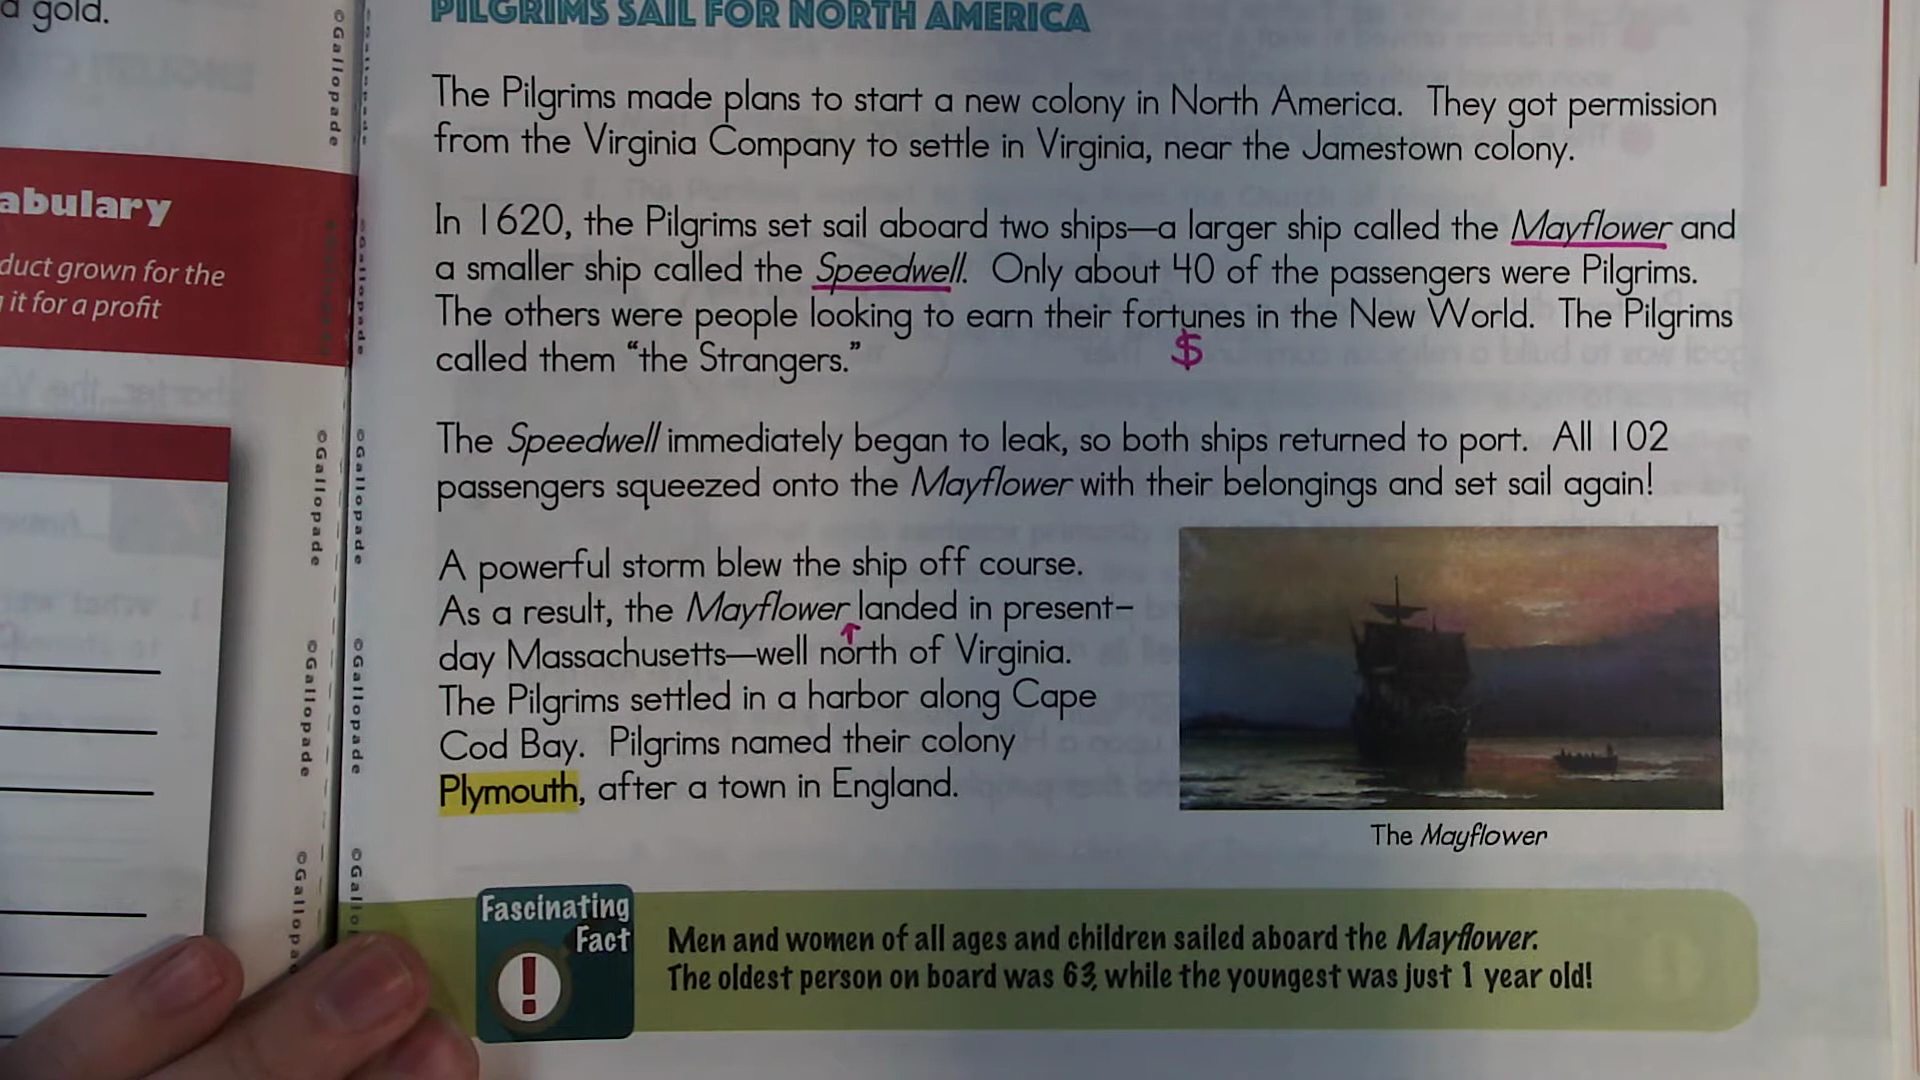 a gold.
abulary
duct grown for the
it for a profit
©Gallopade
©Gallopade
©Gallopade
©Gallopade
©Gallopade
©Gallopade
©Gallopade
PILGRIMS SAIL FOR NORTH AMERICA
The Pilgrims made plans to start a new colony in North America. They got permission
from the Virginia Company to settle in Virginia, near the Jamestown colony.
In 1620, the Pilgrims set sail aboard two ships—a larger ship called the Mayflower and
a smaller ship called the Speedwell. Only about 40 of the passengers were Pilgrims.
The others were people looking to earn their fortunes in the New World. The Pilgrims
called them “the Strangers.”
$
The Speedwell immediately began to leak, so both ships returned to port. All 102
passengers squeezed onto the Mayflower with their belongings and set sail again!
A powerful storm blew the ship off course.
As a result, the Mayflower landed in present-
day Massachusetts—well north of Virginia.
The Pilgrims settled in a harbor along Cape
Cod Bay. Pilgrims named their colony
Plymouth, after a town in England.
The Mayflower
Fascinating
Fact
!
Men and women of all ages and children sailed aboard the Mayflower.
The oldest person on board was 63, while the youngest was just 1 year old!